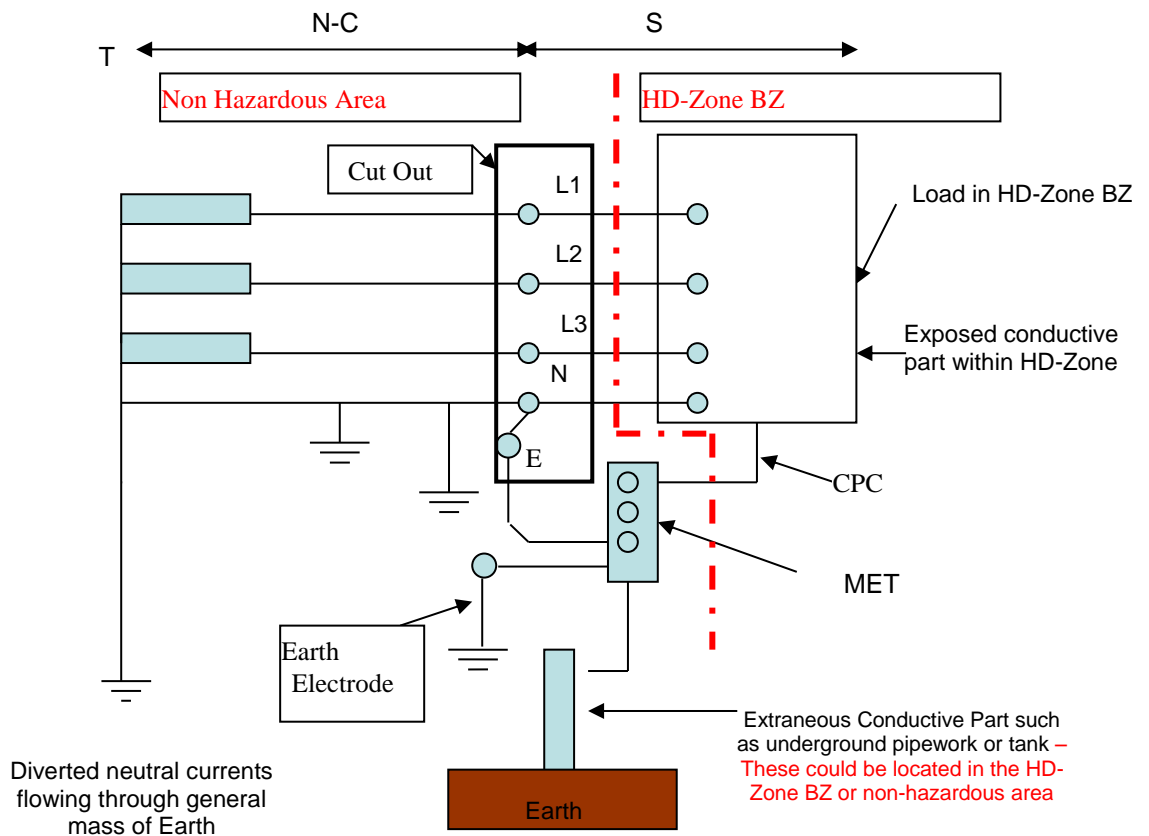 N-C
S
T
Non Hazardous Area
HD-Zone BZ
Cut Out
L1
Load in HD-Zone BZ
L2
L3
Exposed conductive
part within HD-Zone
N
E
CPC
MET
Earth
Electrode
Extraneous Conductive Part such
as underground pipework or tank –
These could be located in the HD-
Zone BZ or non-hazardous area
Diverted neutral currents
flowing through general
mass of Earth
Earth